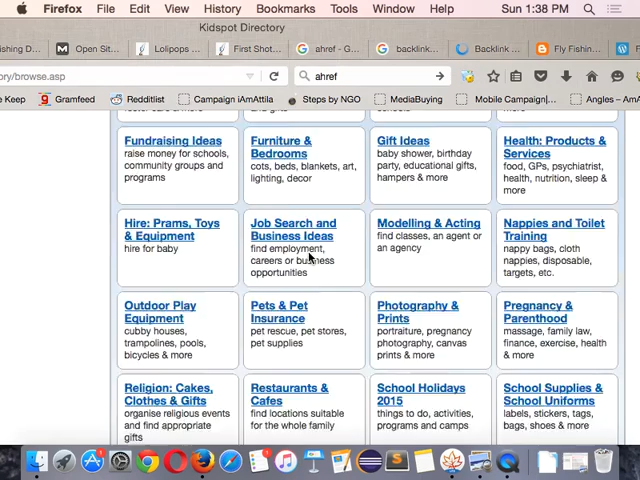 Firefox File Edit View History Bookmarks Tools Window Help Sun 1:38 PM
Kidspot Directory
ishing D... Open Sit... Lolipops ... First Shot... ahref - G... backlink... Backlink ... Fly Fishin...
ory/browse.asp ahref
e Keep Gramfeed Redditlist Campaign iAmAttila Steps by NGO MediaBuying Mobile Campaign|... Angles – Am
more
Fundraising Ideas
raise money for schools,
community groups and
programs
Furniture &
Bedrooms
cots, beds, blankets, art,
lighting, decor
Gift Ideas
baby shower, birthday
party, educational gifts,
hampers & more
Health: Products &
Services
food, GPs, psychiatrist,
health, nutrition, sleep &
more
Hire: Prams, Toys
& Equipment
hire for baby
Job Search and
Business Ideas
find employment,
careers or business
opportunities
Modelling & Acting
find classes, an agent or
an agency
Nappies and Toilet
Training
nappy bags, cloth
nappies, disposable,
targets, etc.
Outdoor Play
Equipment
cubby houses,
trampolines, pools,
bicycles & more
Pets & Pet
Insurance
pet rescue, pet stores,
pet supplies
Photography &
Prints
portraiture, pregnancy
photography, canvas
prints & more
Pregnancy &
Parenthood
massage, family law,
finance, exercise, health
& more
Religion: Cakes,
Clothes & Gifts
organise religious events
and find appropriate
gifts
Restaurants &
Cafes
find locations suitable
for the whole family
School Holidays
2015
things to do, activities,
programs and camps
School Supplies &
School Uniforms
labels, stickers, tags,
bags, shoes & more